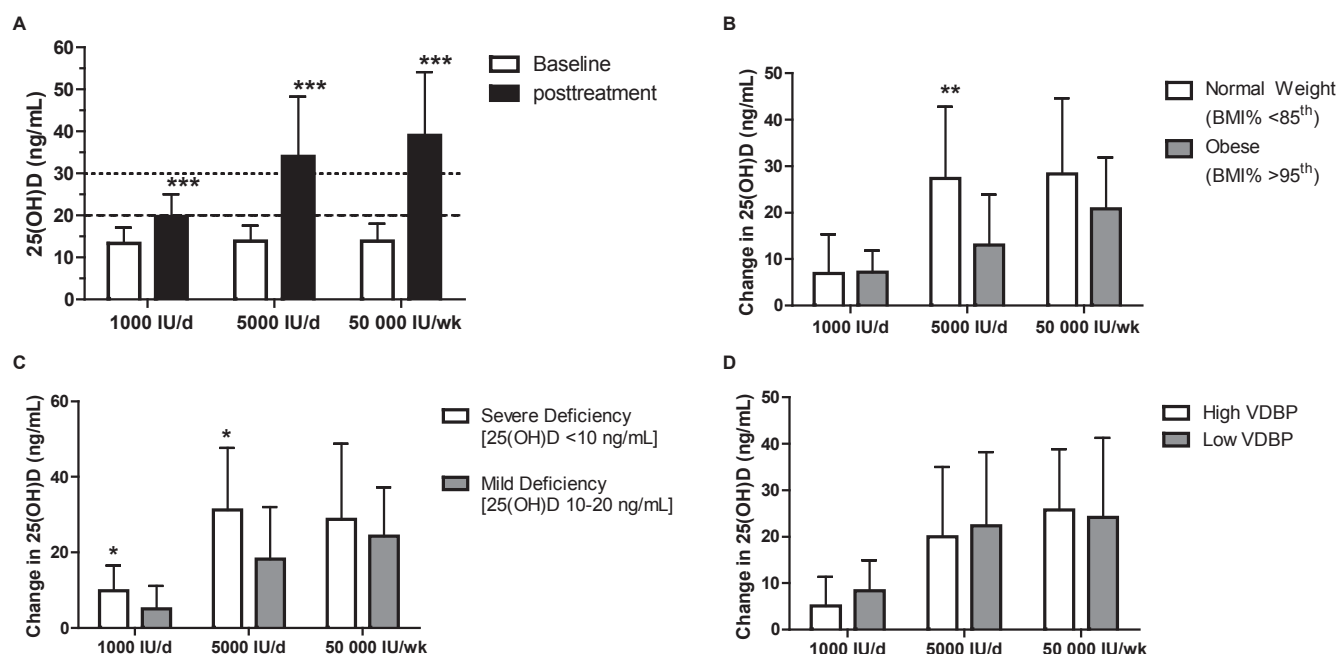 A
25(OH)D (ng/mL)
60
50
40
30
20
10
0
***
***
***
1000 IU/d 5000 IU/d 50 000 IU/wk
Baseline
posttreatment
B
Change in 25(OH)D (ng/mL)
50
40
30
20
10
0
**
1000 IU/d 5000 IU/d 50 000 IU/wk
Normal Weight
(BMI% <85th)
Obese
(BMI% >95th)
C
Change in 25(OH)D (ng/mL)
60
40
20
0
*
*
1000 IU/d 5000 IU/d 50 000 IU/wk
Severe Deficiency
[25(OH)D <10 ng/mL]
Mild Deficiency
[25(OH)D 10-20 ng/mL]
D
Change in 25(OH)D (ng/mL)
50
40
30
20
10
0
1000 IU/d 5000 IU/d 50 000 IU/wk
High VDBP
Low VDBP